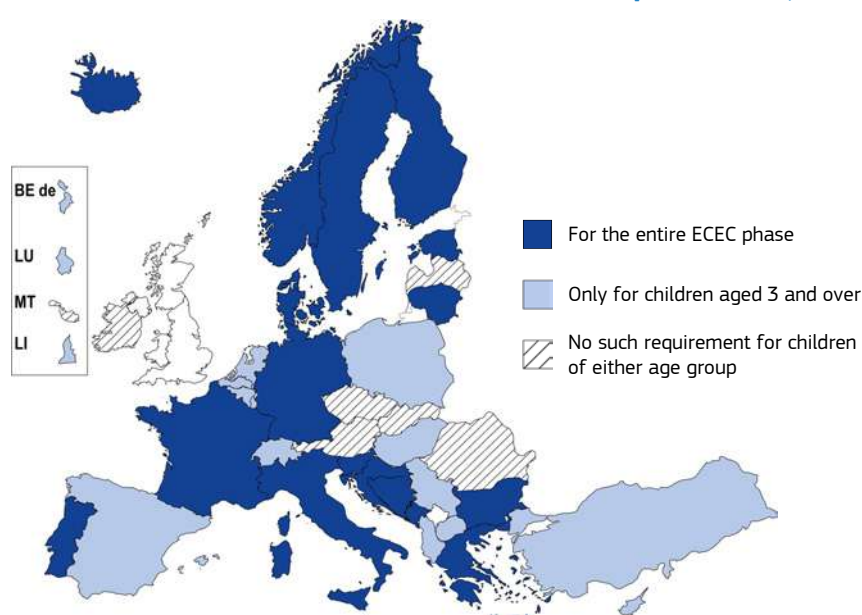 BE de
LU
MT
LI
For the entire ECEC phase
Only for children aged 3 and over
No such requirement for children
of either age group